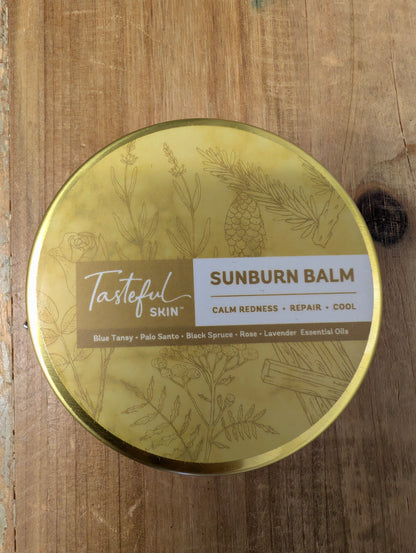 Tasteful
SKIN™
SUNBURN BALM
CALM REDNESS • REPAIR • COOL
Blue Tansy • Palo Santo • Black Spruce • Rose • Lavender Essential Oils